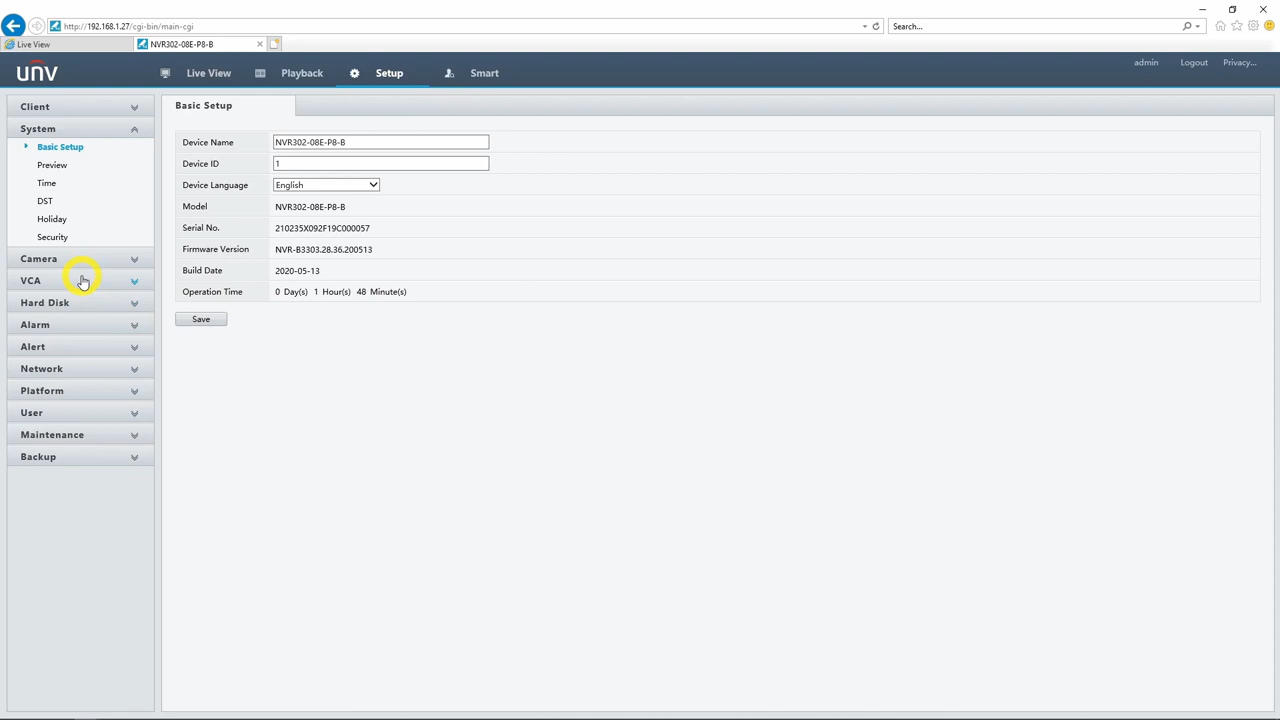 http://192.168.1.27/cgi-bin/main-cgi
Search...
Live View
NVR302-08E-P8-B
unv
Live View
Playback
Setup
Smart
admin
Logout
Privacy...
Client
System
Basic Setup
Preview
Time
DST
Holiday
Security
Camera
VCA
Hard Disk
Alarm
Alert
Network
Platform
User
Maintenance
Backup
Basic Setup
Device Name NVR302-08E-P8-B
Device ID 1
Device Language English
Model NVR302-08E-P8-B
Serial No. 210235X092F19C000057
Firmware Version NVR-B3303.28.36.200513
Build Date 2020-05-13
Operation Time 0 Day(s) 1 Hour(s) 48 Minute(s)
Save